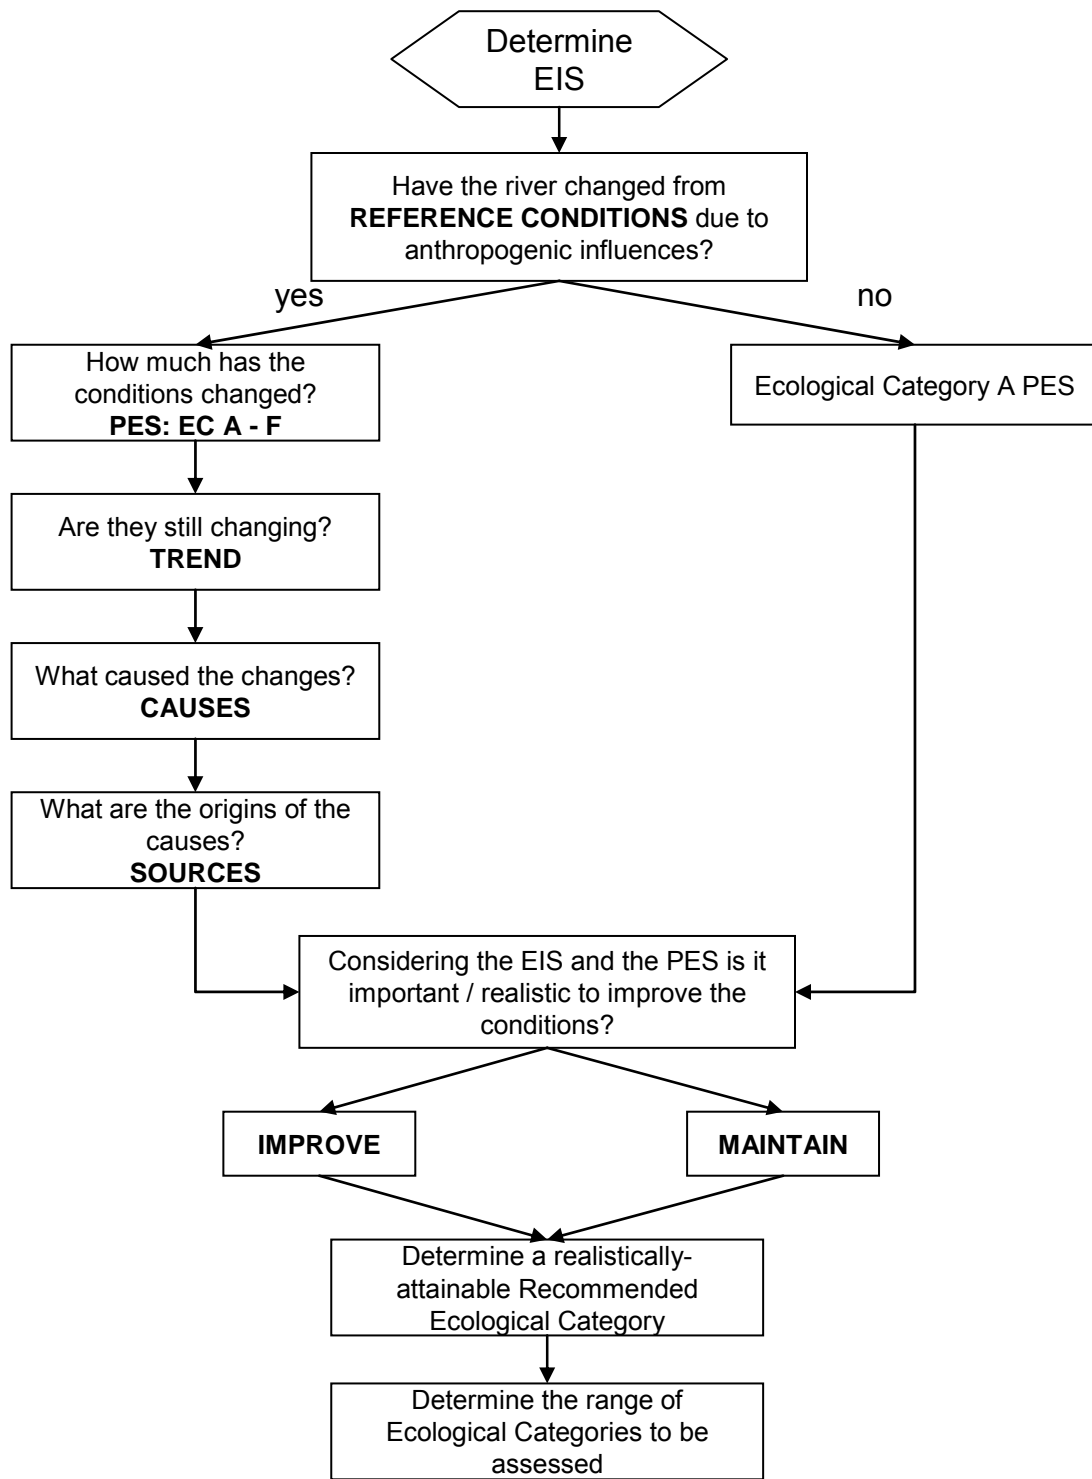 Determine
EIS
Have the river changed from
REFERENCE CONDITIONS due to
anthropogenic influences?
yes
no
How much has the
conditions changed?
PES: EC A - F
Ecological Category A PES
Are they still changing?
TREND
What caused the changes?
CAUSES
What are the origins of the
causes?
SOURCES
Considering the EIS and the PES is it
important / realistic to improve the
conditions?
IMPROVE
MAINTAIN
Determine a realistically-
attainable Recommended
Ecological Category
Determine the range of
Ecological Categories to be
assessed